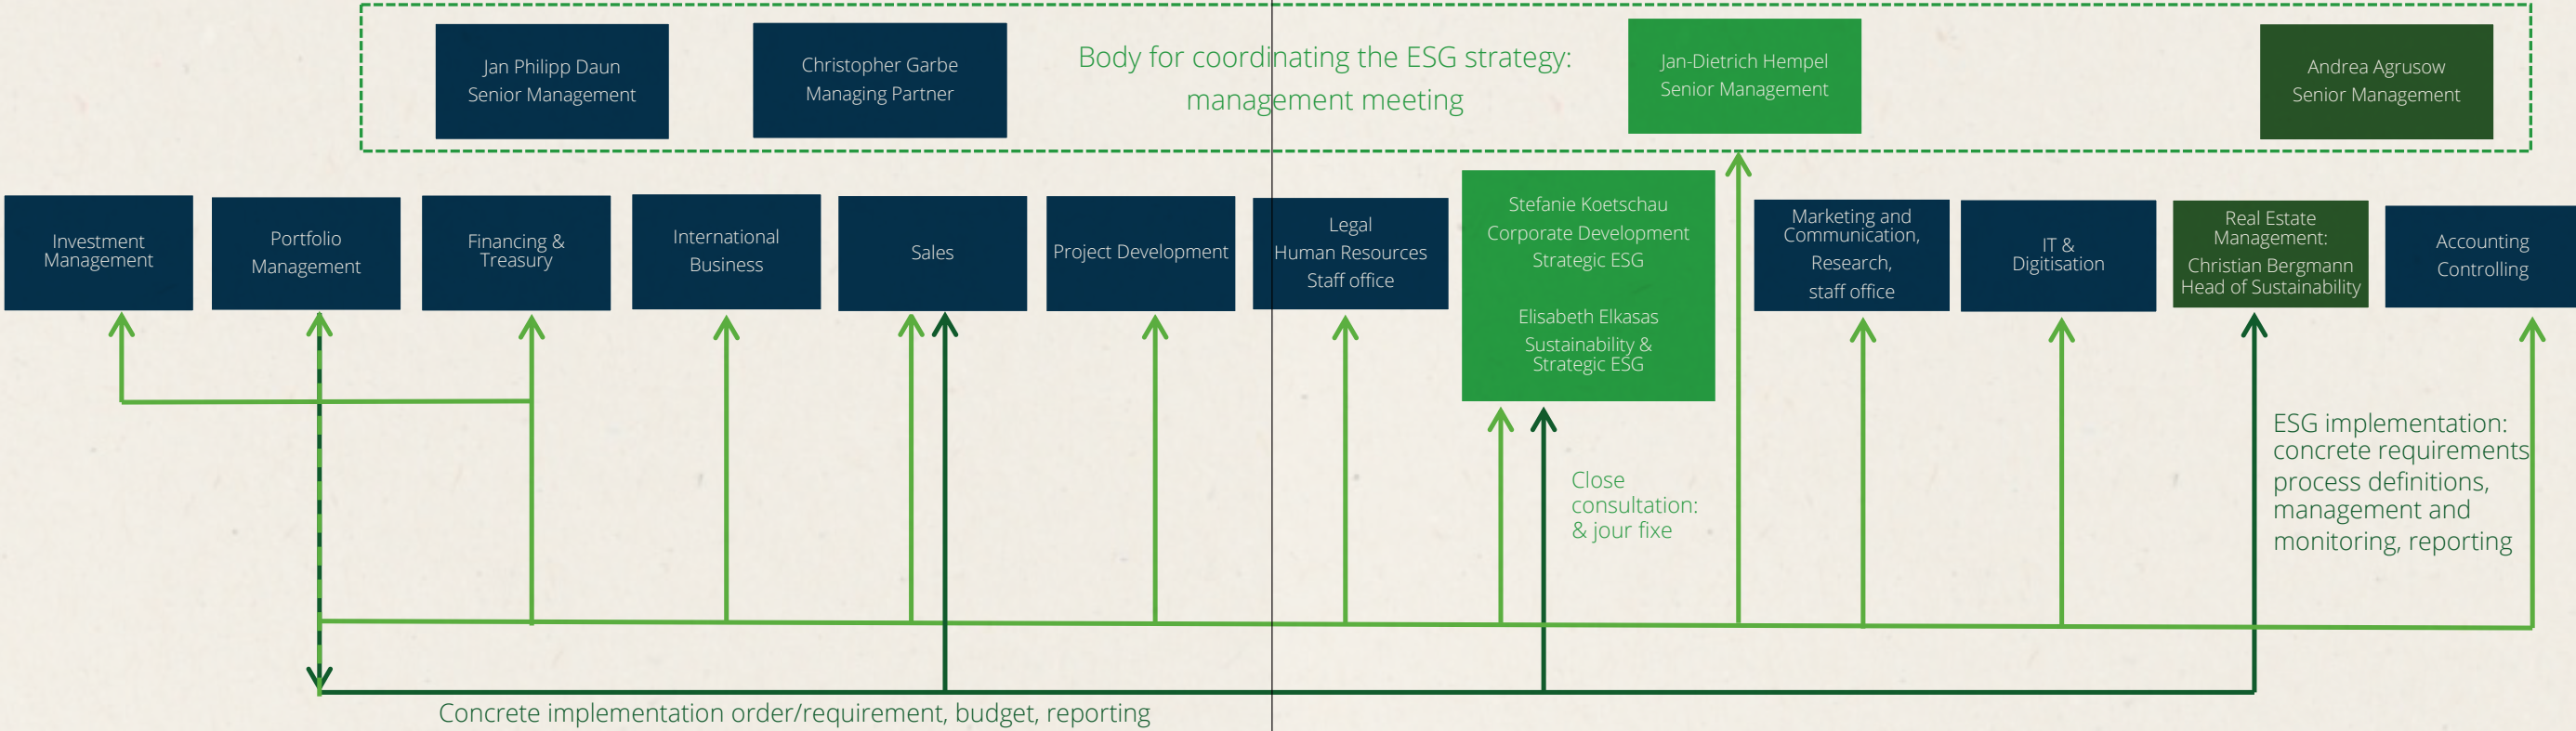 Jan Philipp Daun
Senior Management
Christopher Garbe
Managing Partner
Body for coordinating the ESG strategy:
management meeting
Jan-Dietrich Hempel
Senior Management
Andrea Agrusow
Senior Management
Investment
Management
Portfolio
Management
Financing &
Treasury
International
Business
Sales
Project Development
Legal
Human Resources
Staff office
Stefanie Koetschau
Corporate Development
Strategic ESG
Elisabeth Elkasas
Sustainability &
Strategic ESG
Marketing and
Communication,
Research,
staff office
IT &
Digitisation
Real Estate
Management:
Christian Bergmann
Head of Sustainability
Accounting
Controlling
Close
consultation:
& jour fixe
ESG implementation:
concrete requirements
process definitions,
management and
monitoring, reporting
Concrete implementation order/requirement, budget, reporting